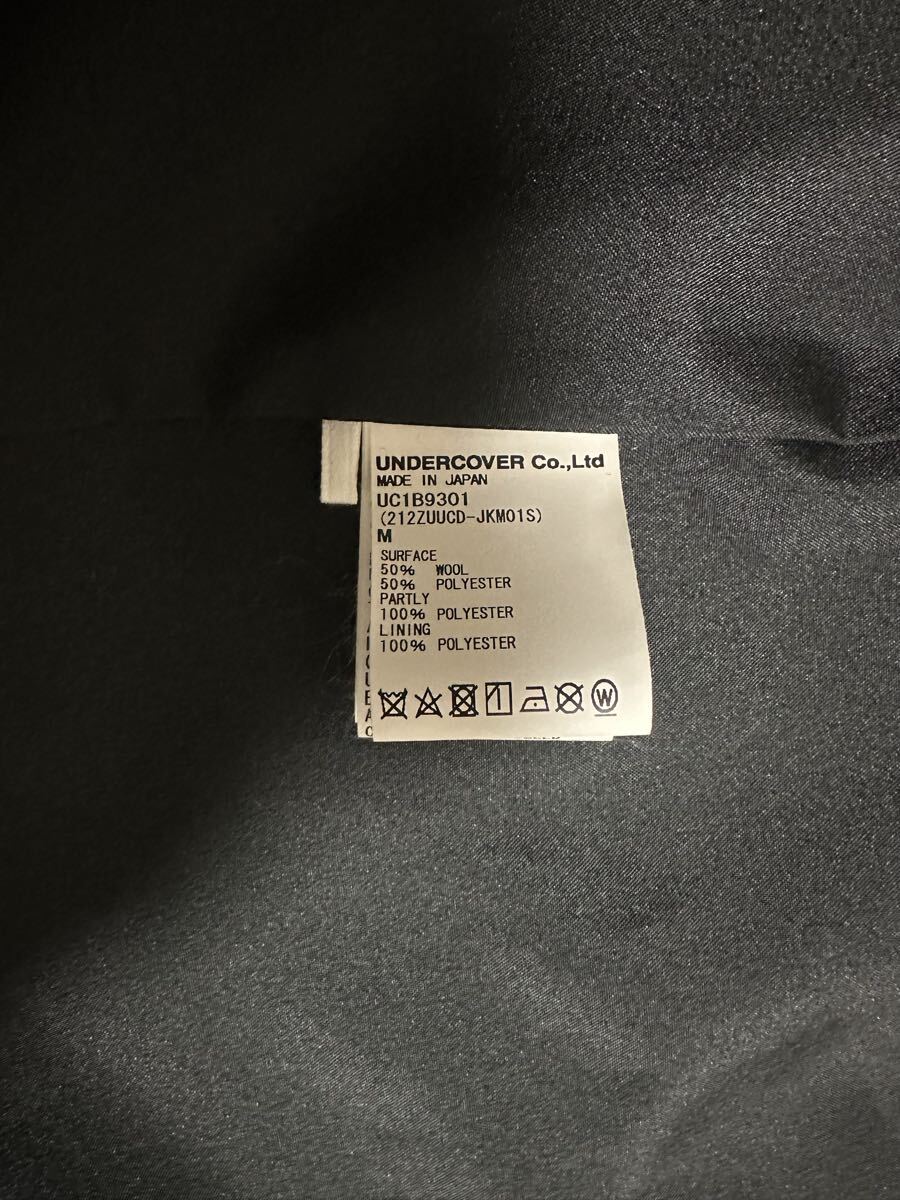 UNDERCOVER Co.,Ltd
MADE IN JAPAN
UC1B9301
(212ZUUCD-JKM01S)
M
SURFACE
50% WOOL
50% POLYESTER
PARTLY
100% POLYESTER
LINING
100% POLYESTER
W